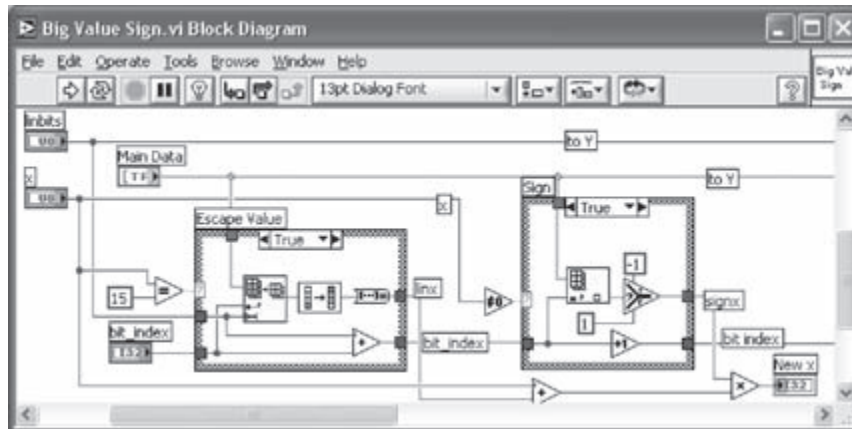 Big Value Sign.vi Block Diagram
File Edit Operate Tools Browse Window Help
13pt Dialog Font
Big Val
Sign
linbits
U8
to Y
Main Data
TF
to Y
x
U8
x
Sign
True
Escape Value
True
-1
15
=
linx
≠0
signx
1
bit_index
I32
+
bit_index
+1
bit index
New x
I32
+
×